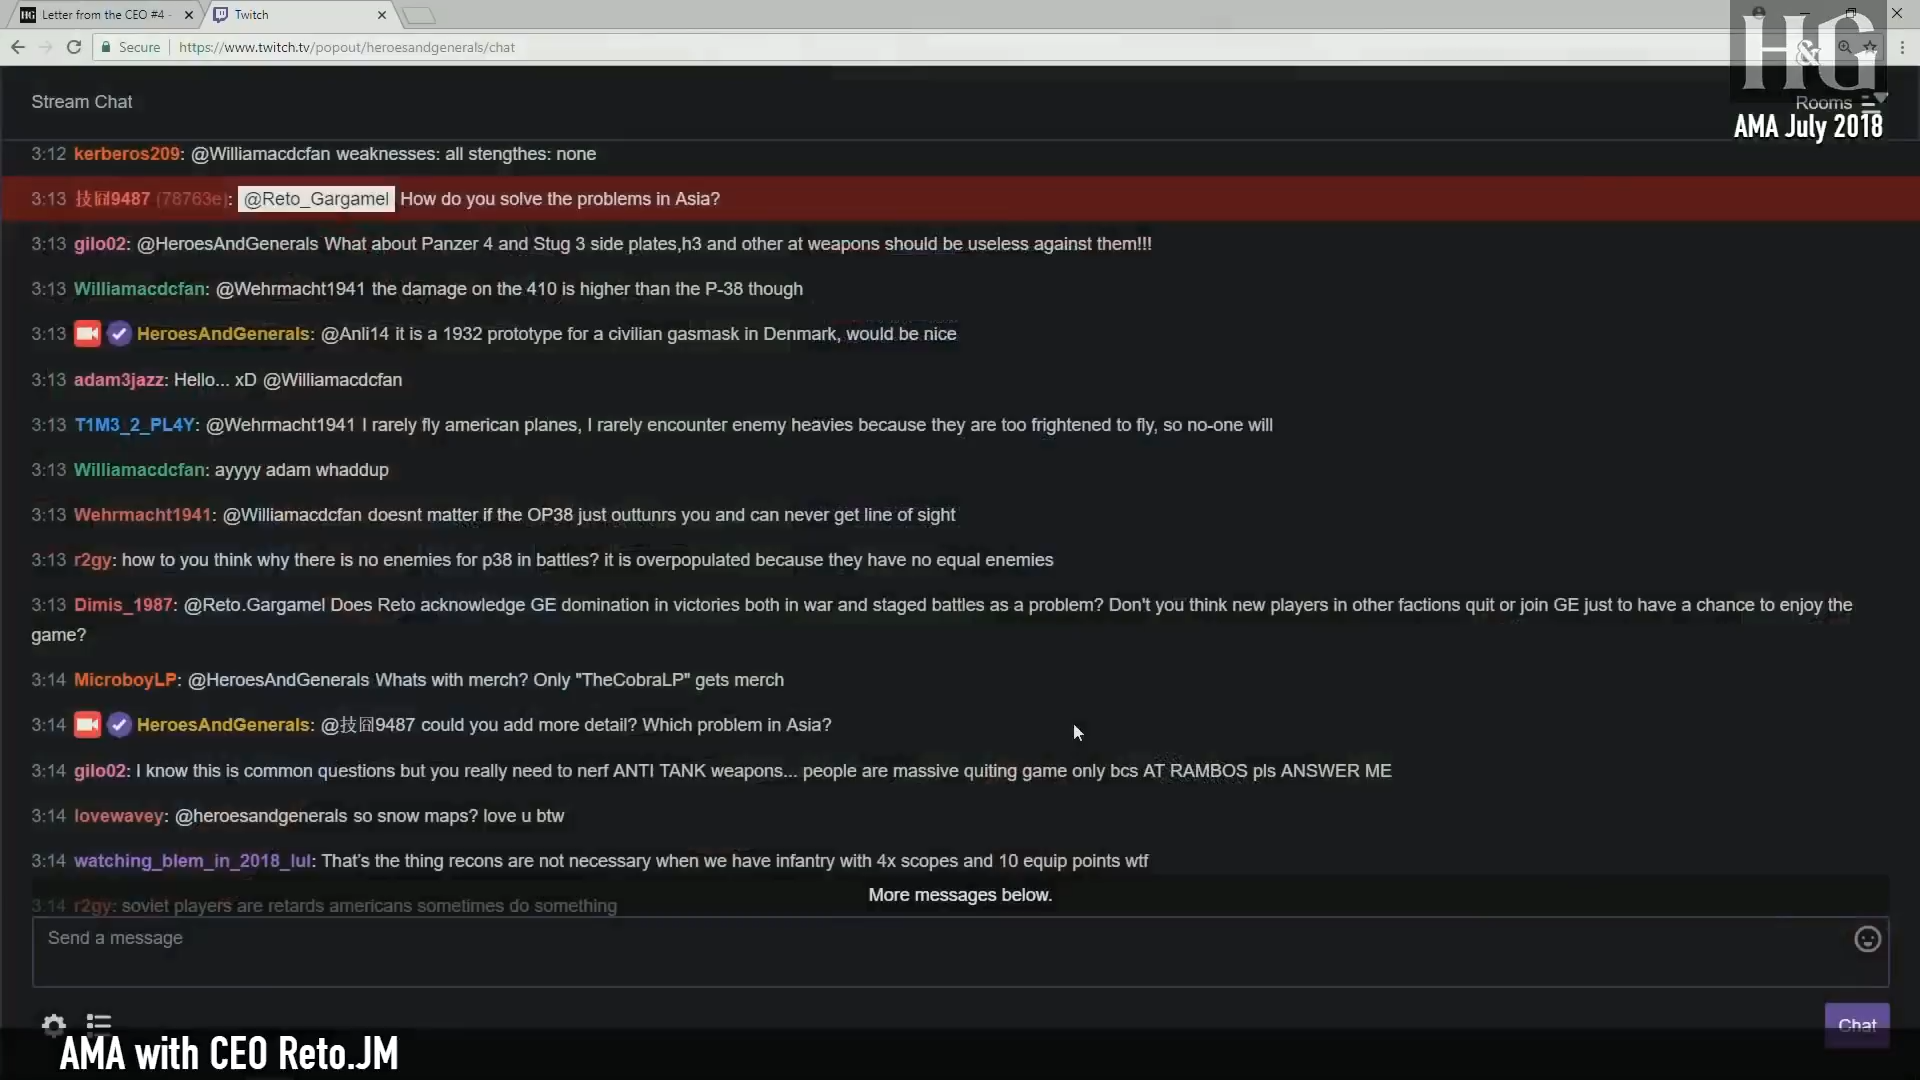 Letter from the CEO #4 -
Twitch
Secure https://www.twitch.tv/popout/heroesandgenerals/chat
H&G
Stream Chat
Rooms
AMA July 2018
3:12 kerberos209: @Williamacdcfan weaknesses: all stengthes: none
3:13 技囧9487 (78763e): @Reto_Gargamel How do you solve the problems in Asia?
3:13 gilo02: @HeroesAndGenerals What about Panzer 4 and Stug 3 side plates,h3 and other at weapons should be useless against them!!!
3:13 Williamacdcfan: @Wehrmacht1941 the damage on the 410 is higher than the P-38 though
3:13 HeroesAndGenerals: @Anli14 it is a 1932 prototype for a civilian gasmask in Denmark, would be nice
3:13 adam3jazz: Hello... xD @Williamacdcfan
3:13 T1M3_2_PL4Y: @Wehrmacht1941 I rarely fly american planes, I rarely encounter enemy heavies because they are too frightened to fly, so no-one will
3:13 Williamacdcfan: ayyyy adam whaddup
3:13 Wehrmacht1941: @Williamacdcfan doesnt matter if the OP38 just outtunrs you and can never get line of sight
3:13 r2gy: how to you think why there is no enemies for p38 in battles? it is overpopulated because they have no equal enemies
3:13 Dimis_1987: @Reto.Gargamel Does Reto acknowledge GE domination in victories both in war and staged battles as a problem? Don't you think new players in other factions quit or join GE just to have a chance to enjoy the
game?
3:14 MicroboyLP: @HeroesAndGenerals Whats with merch? Only "TheCobraLP" gets merch
3:14 HeroesAndGenerals: @技囧9487 could you add more detail? Which problem in Asia?
3:14 gilo02: I know this is common questions but you really need to nerf ANTI TANK weapons... people are massive quiting game only bcs AT RAMBOS pls ANSWER ME
3:14 lovewavey: @heroesandgenerals so snow maps? love u btw
3:14 watching_blem_in_2018_lul: That's the thing recons are not necessary when we have infantry with 4x scopes and 10 equip points wtf
More messages below.
3:14 r2gy: soviet players are retards americans sometimes do something
Send a message
Chat
AMA with CEO Reto.JM